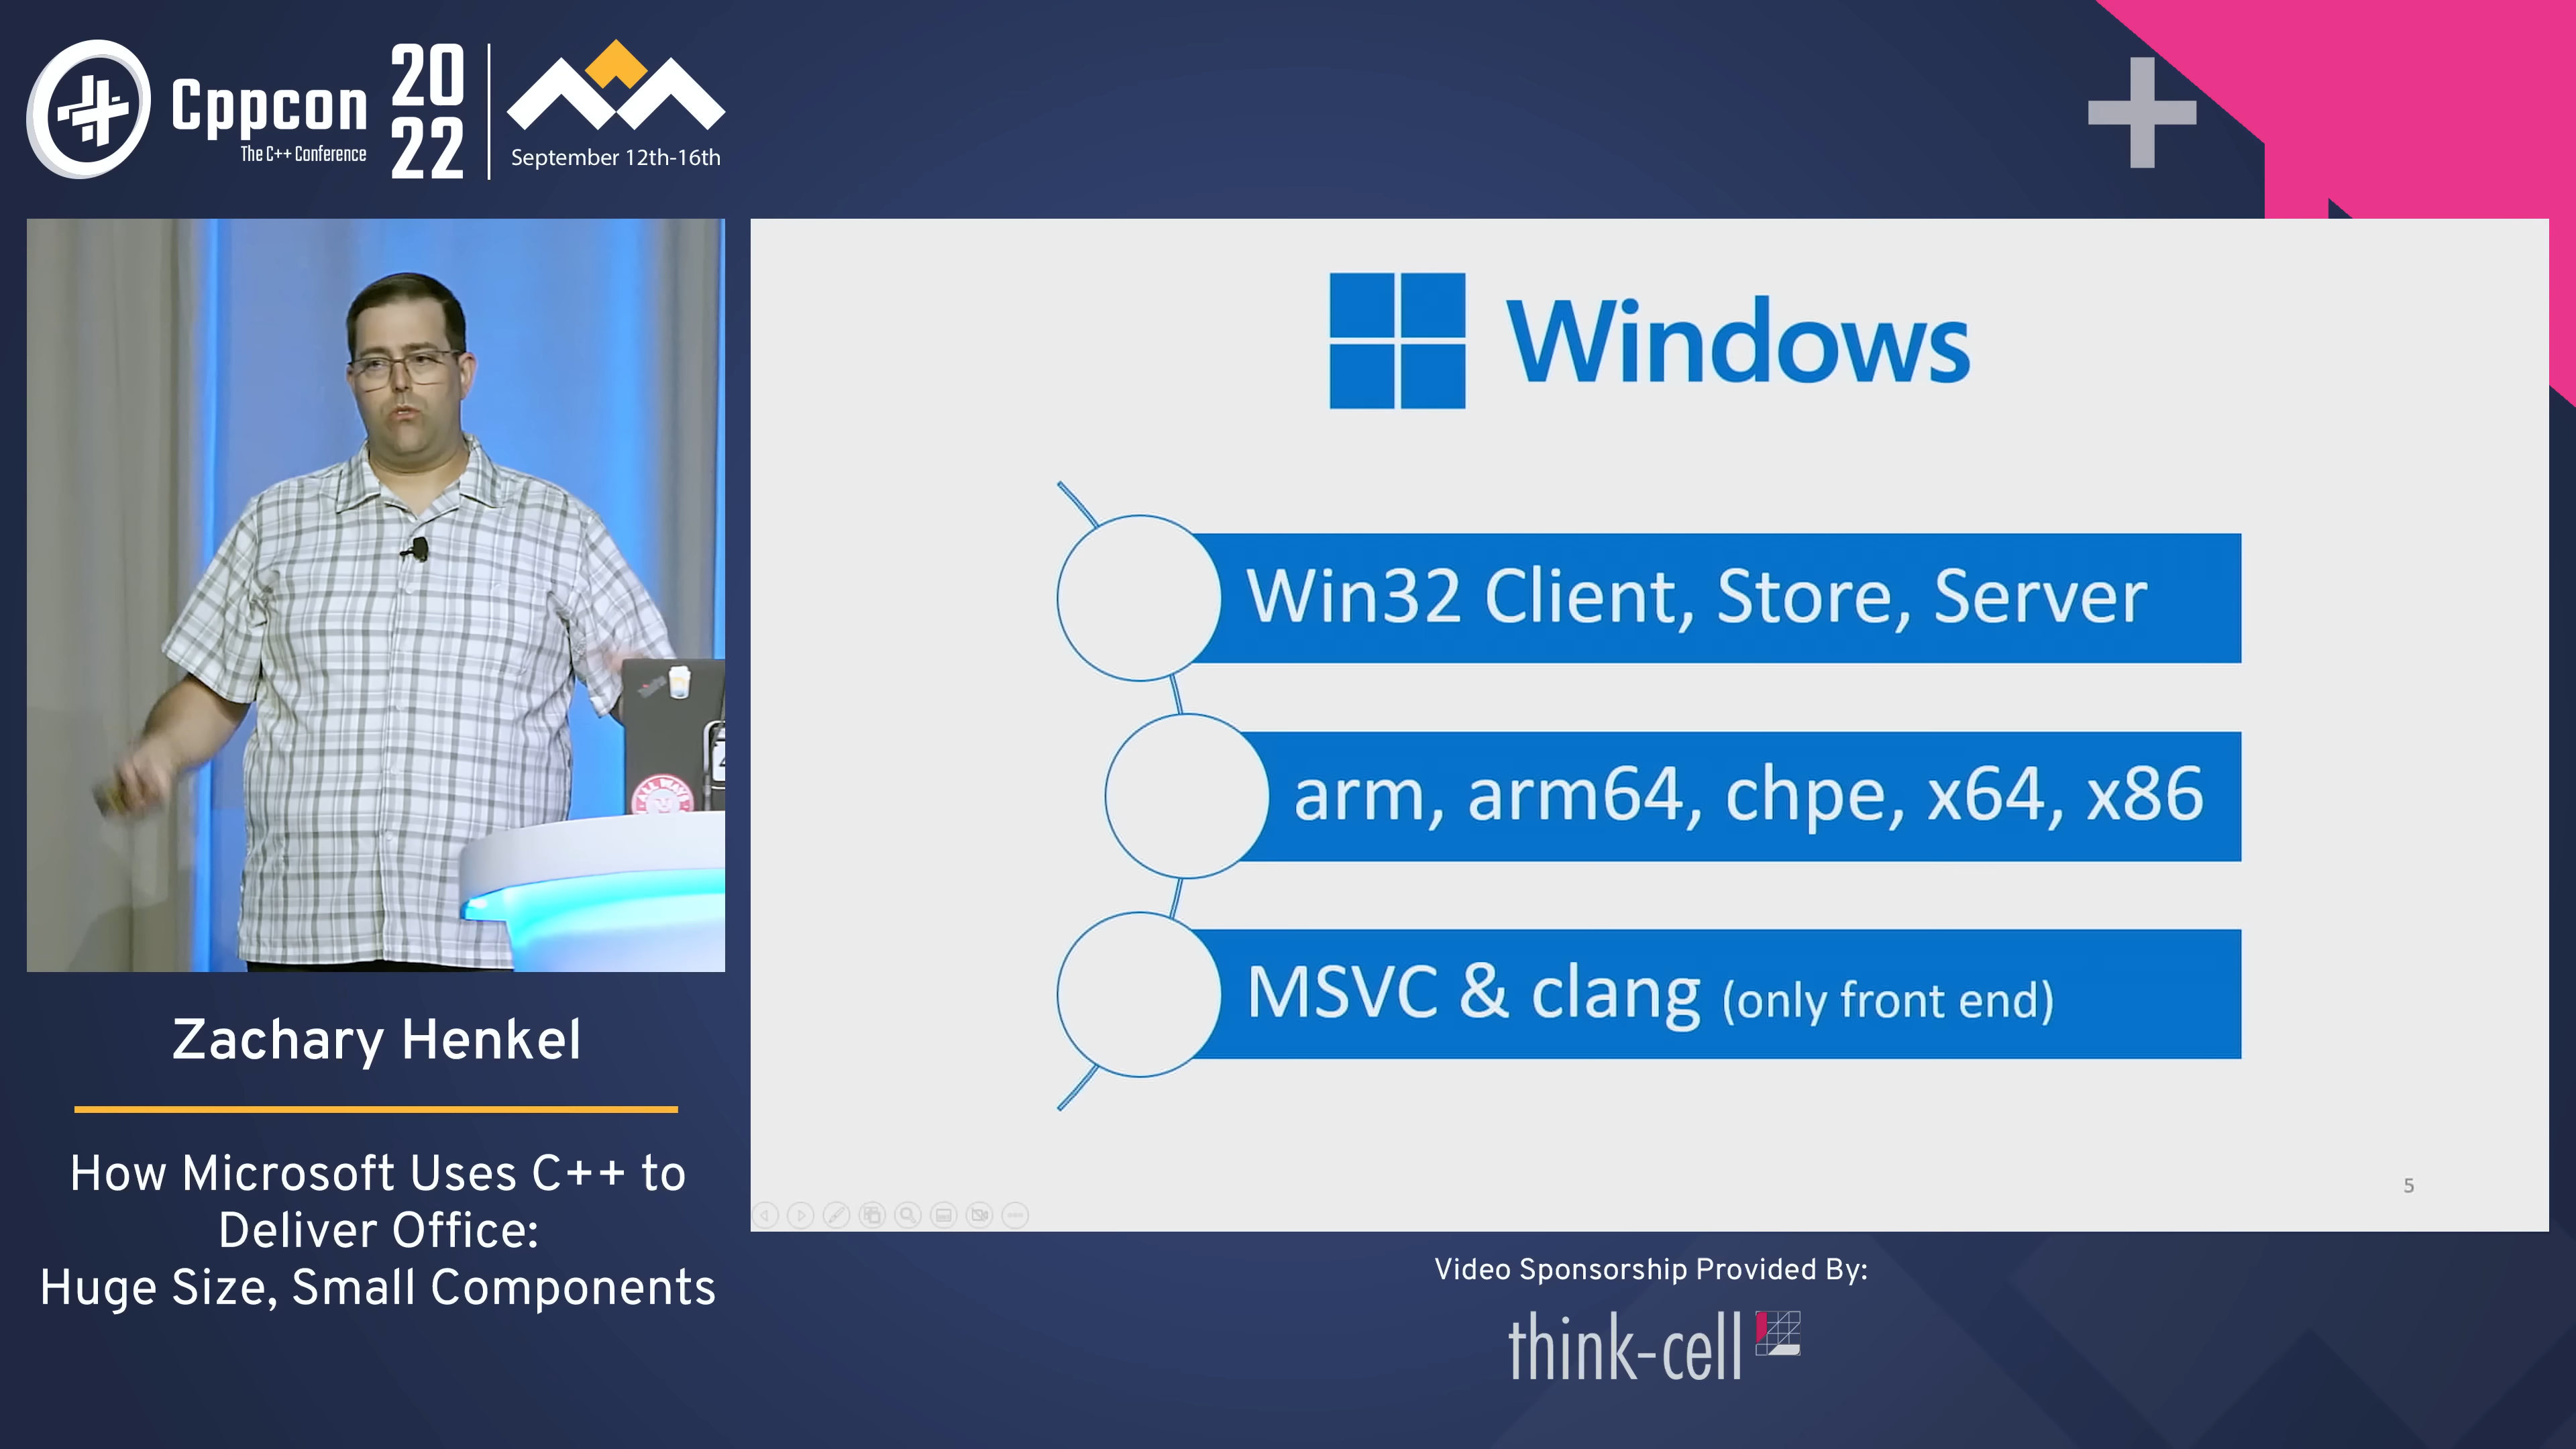 Cppcon
The C++ Conference
20
22
September 12th-16th
Windows
Win32 Client, Store, Server
arm, arm64, chpe, x64, x86
MSVC & clang (only front end)
5
ALL WAYS
Zachary Henkel
How Microsoft Uses C++ to
Deliver Office:
Huge Size, Small Components
Video Sponsorship Provided By:
think-cell